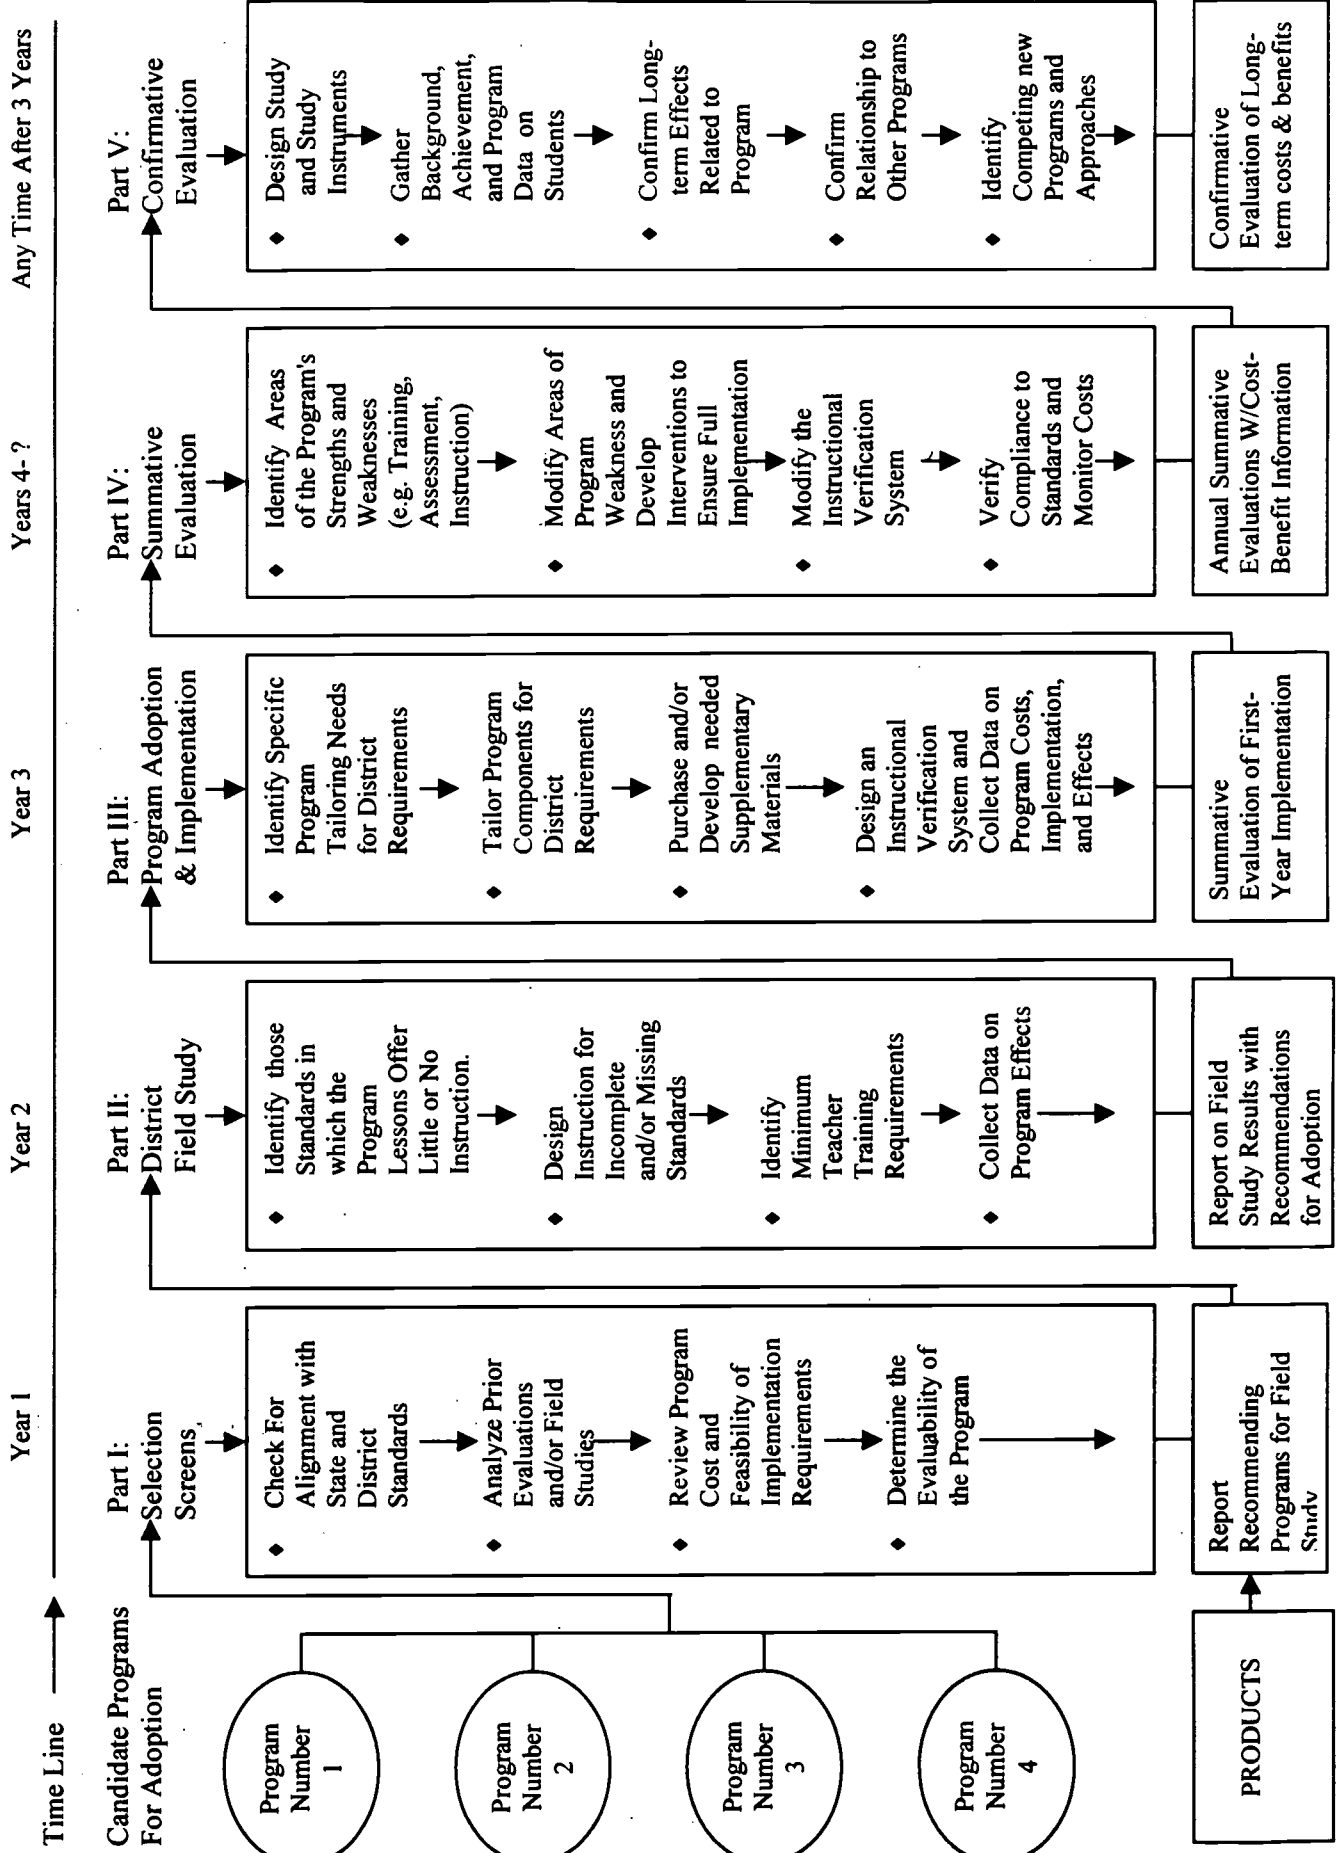 Time Line
Year 1
Year 2
Year 3
Years 4- ?
Any Time After 3 Years
Candidate Programs
For Adoption
Program
Number
1
Program
Number
2
Program
Number
3
Program
Number
4
PRODUCTS
Part I:
Selection
Screens
♦ Check For
Alignment with
State and
District
Standards
♦ Analyze Prior
Evaluations
and/or Field
Studies
♦ Review Program
Cost and
Feasibility of
Implementation
Requirements
♦ Determine the
Evaluability of
the Program
Report
Recommending
Programs for Field
Study
Part II:
District
Field Study
♦ Identify those
Standards in
which the
Program
Lessons Offer
Little or No
Instruction.
♦ Design
Instruction for
Incomplete
and/or Missing
Standards
♦ Identify
Minimum
Teacher
Training
Requirements
♦ Collect Data on
Program Effects
Report on Field
Study Results with
Recommendations
for Adoption
Part III:
Program Adoption
& Implementation
♦ Identify Specific
Program
Tailoring Needs
for District
Requirements
♦ Tailor Program
Components for
District
Requirements
♦ Purchase and/or
Develop needed
Supplementary
Materials
♦ Design an
Instructional
Verification
System and
Collect Data on
Program Costs,
Implementation,
and Effects
Summative
Evaluation of First-
Year Implementation
Part IV:
Summative
Evaluation
♦ Identify Areas
of the Program's
Strengths and
Weaknesses
(e.g. Training,
Assessment,
Instruction)
♦ Modify Areas of
Program
Weakness and
Develop
Interventions to
Ensure Full
Implementation
♦ Modify the
Instructional
Verification
System
♦ Verify
Compliance to
Standards and
Monitor Costs
Annual Summative
Evaluations W/Cost-
Benefit Information
Part V:
Confirmative
Evaluation
♦ Design Study
and Study
Instruments
♦ Gather
Background,
Achievement,
and Program
Data on
Students
♦ Confirm Long-
term Effects
Related to
Program
♦ Confirm
Relationship to
Other Programs
♦ Identify
Competing new
Programs and
Approaches
Confirmative
Evaluation of Long-
term costs & benefits